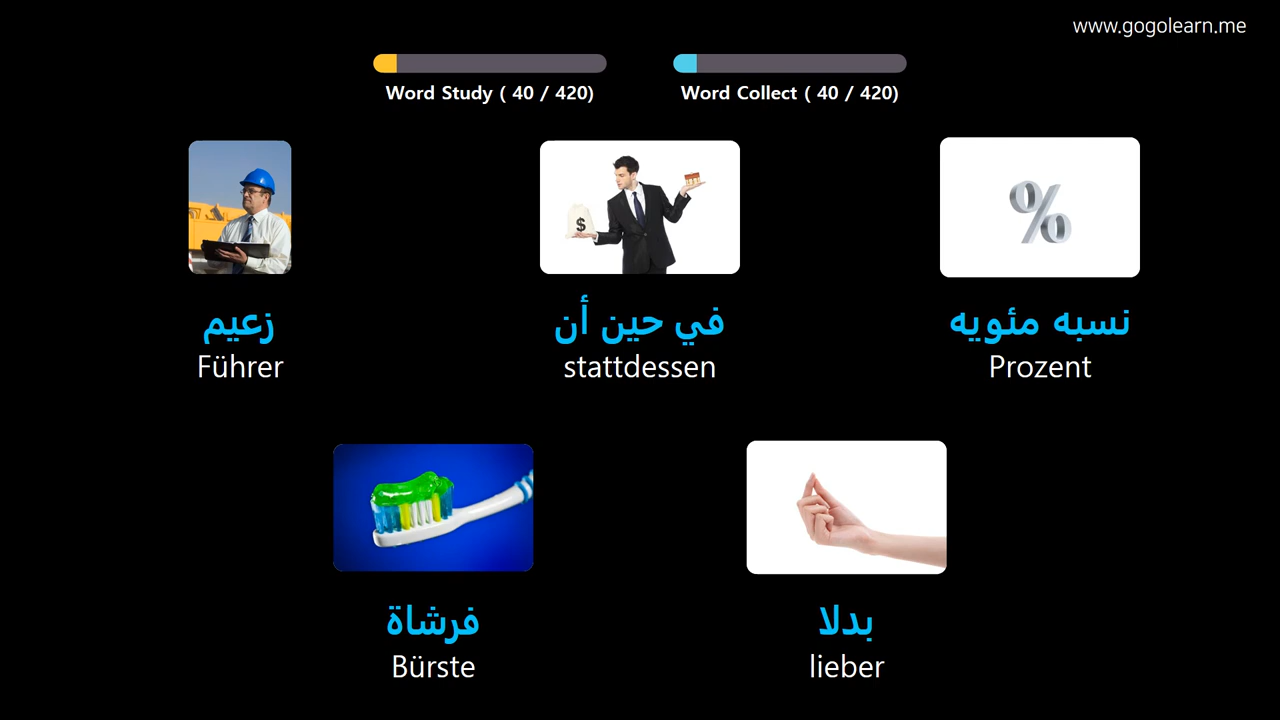 www.gogolearn.me
Word Study ( 40 / 420)
Word Collect ( 40 / 420)
زعيم
Führer
في حين أن
stattdessen
نسبه مئويه
Prozent
فرشاة
Bürste
بدلا
lieber